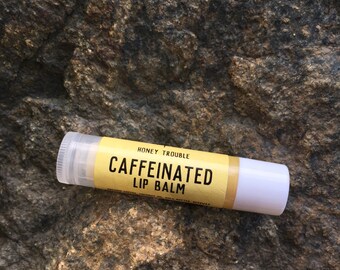 HONEY TROUBLE
CAFFEINATED
LIP BALM